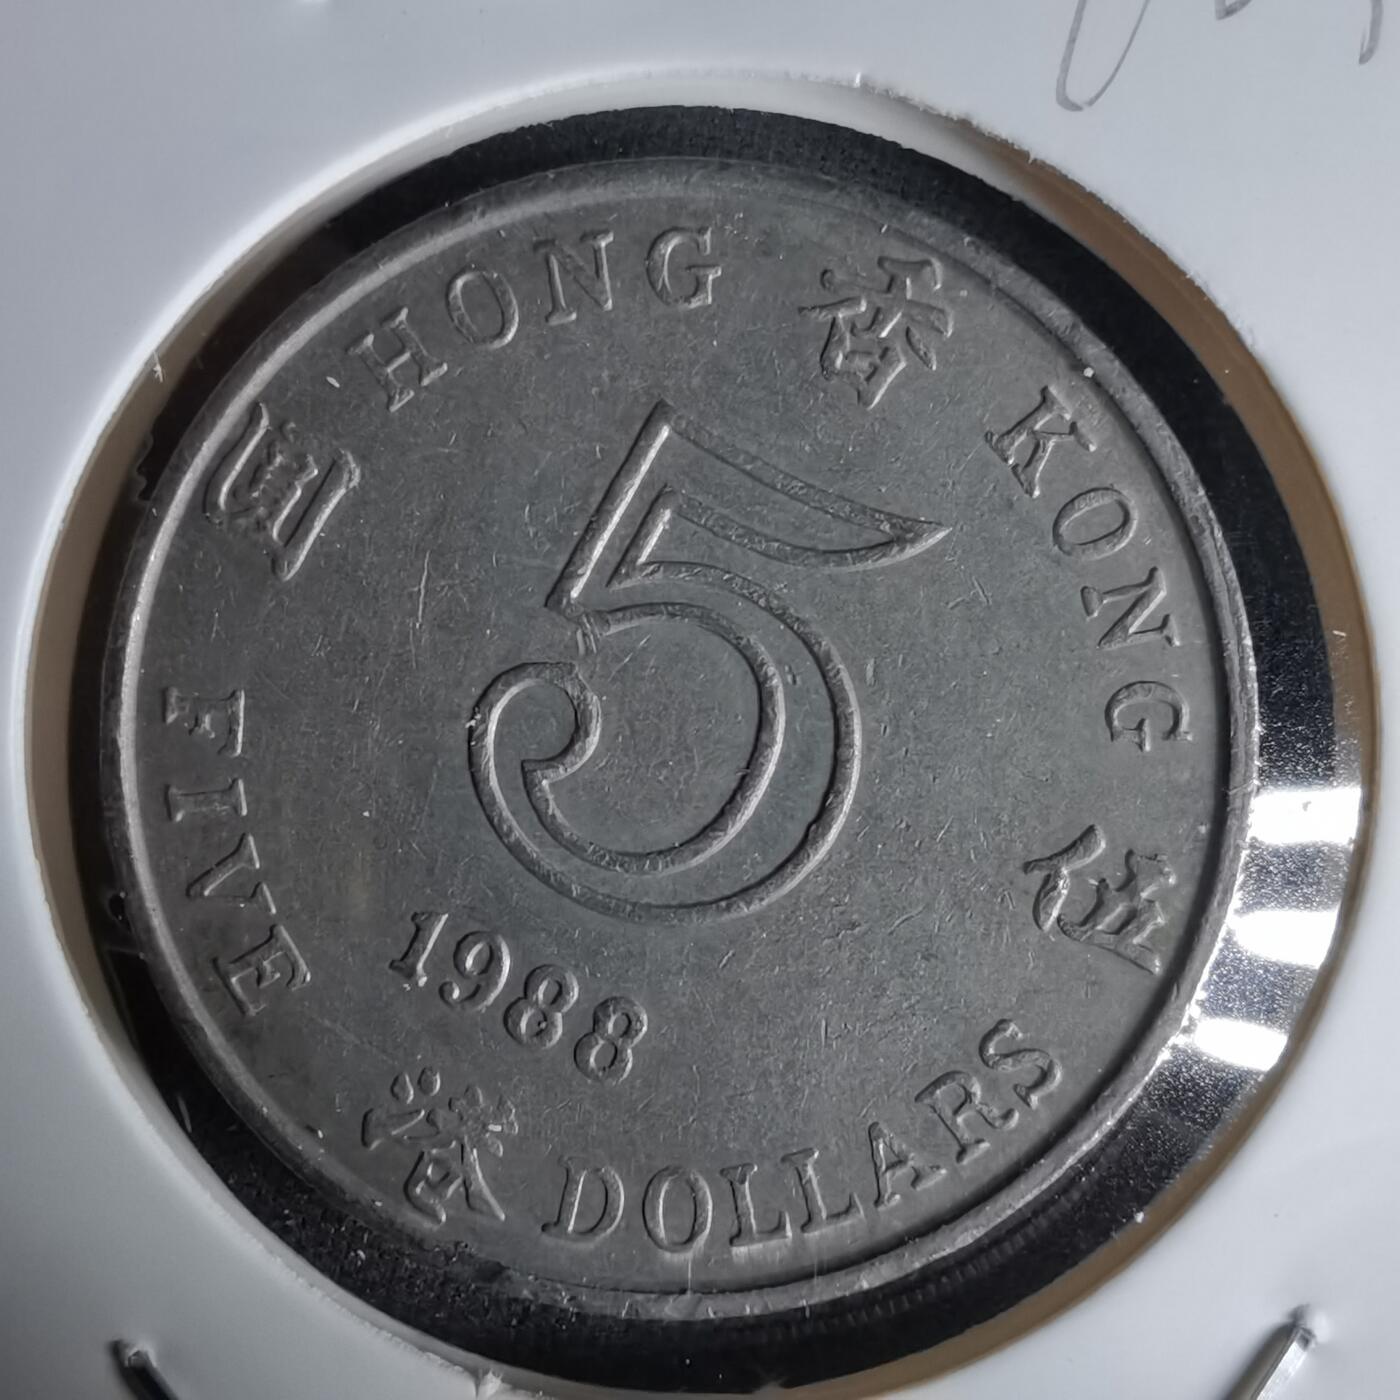 HONG KONG
香港
伍圓
5
1988
FIVE DOLLARS